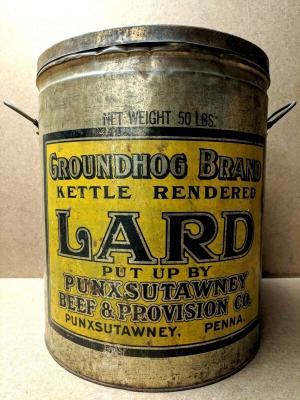 NET WEIGHT 50 LBS.
GROUNDHOG BRAND
KETTLE RENDERED
LARD
PUT UP BY
PUNXSUTAWNEY
BEEF & PROVISION CO.
PUNXSUTAWNEY, PENNA.